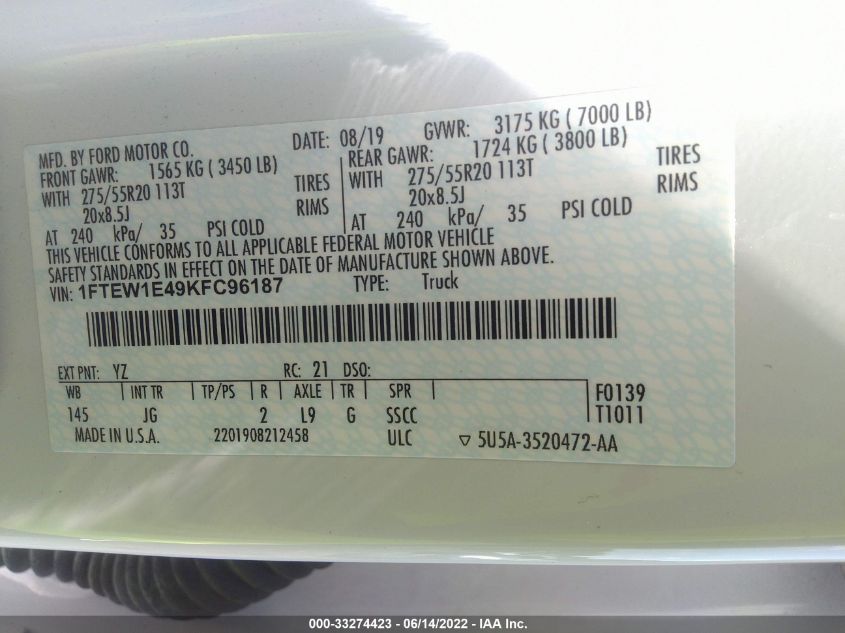 MFD. BY FORD MOTOR CO. DATE: 08/19 GVWR: 3175 KG ( 7000 LB)
FRONT GAWR: 1565 KG ( 3450 LB) REAR GAWR: 1724 KG ( 3800 LB)
WITH 275/55R20 113T TIRES WITH 275/55R20 113T TIRES
20x8.5J RIMS 20x8.5J RIMS
AT 240 kPa/ 35 PSI COLD AT 240 kPa/ 35 PSI COLD
THIS VEHICLE CONFORMS TO ALL APPLICABLE FEDERAL MOTOR VEHICLE
SAFETY STANDARDS IN EFFECT ON THE DATE OF MANUFACTURE SHOWN ABOVE.
VIN: 1FTEW1E49KFC96187 TYPE: Truck
EXT PNT: YZ RC: 21 DSO:
WB INT TR TP/PS R AXLE TR SPR F0139
145 JG 2 L9 G SSCC T1011
MADE IN U.S.A. 2201908212458 ULC ▽ 5U5A-3520472-AA
000-33274423 - 06/14/2022 - IAA Inc.